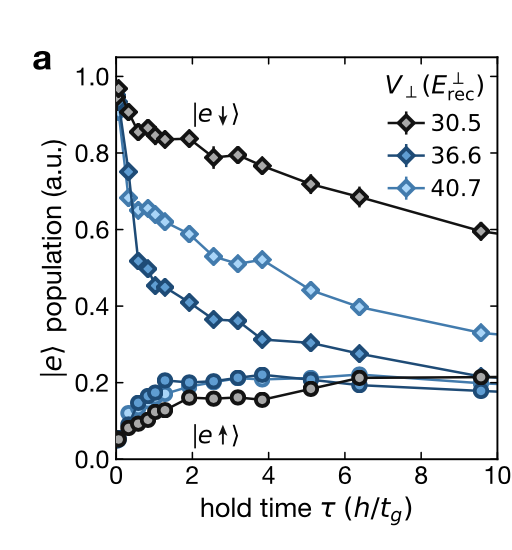 a
V⊥(E⊥rec)
30.5
36.6
40.7
|e↓⟩
|e↑⟩
|e⟩ population (a.u.)
1.0
0.8
0.6
0.4
0.2
0.0
0 2 4 6 8 10
hold time τ (h/tg)